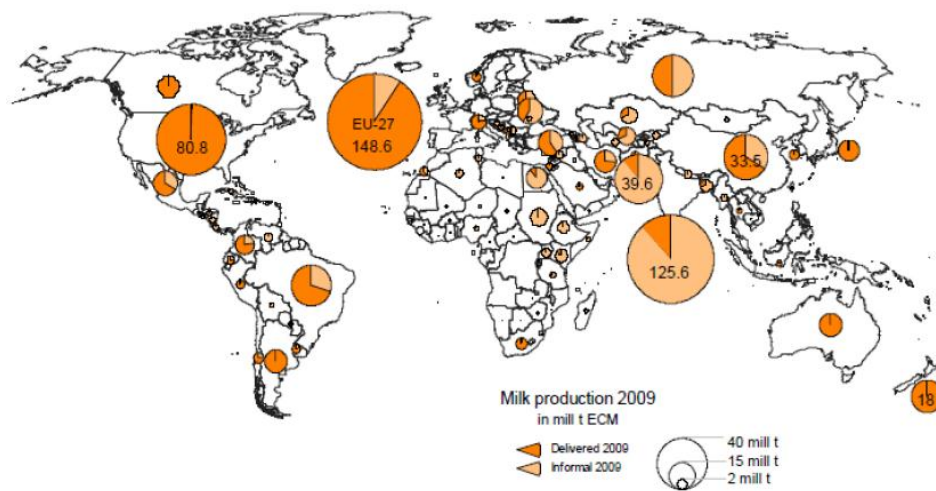 EU-27
148.6
80.8
33.5
39.6
125.6
18
Milk production 2009
in mill t ECM
Delivered 2009
Informal 2009
40 mill t
15 mill t
2 mill t